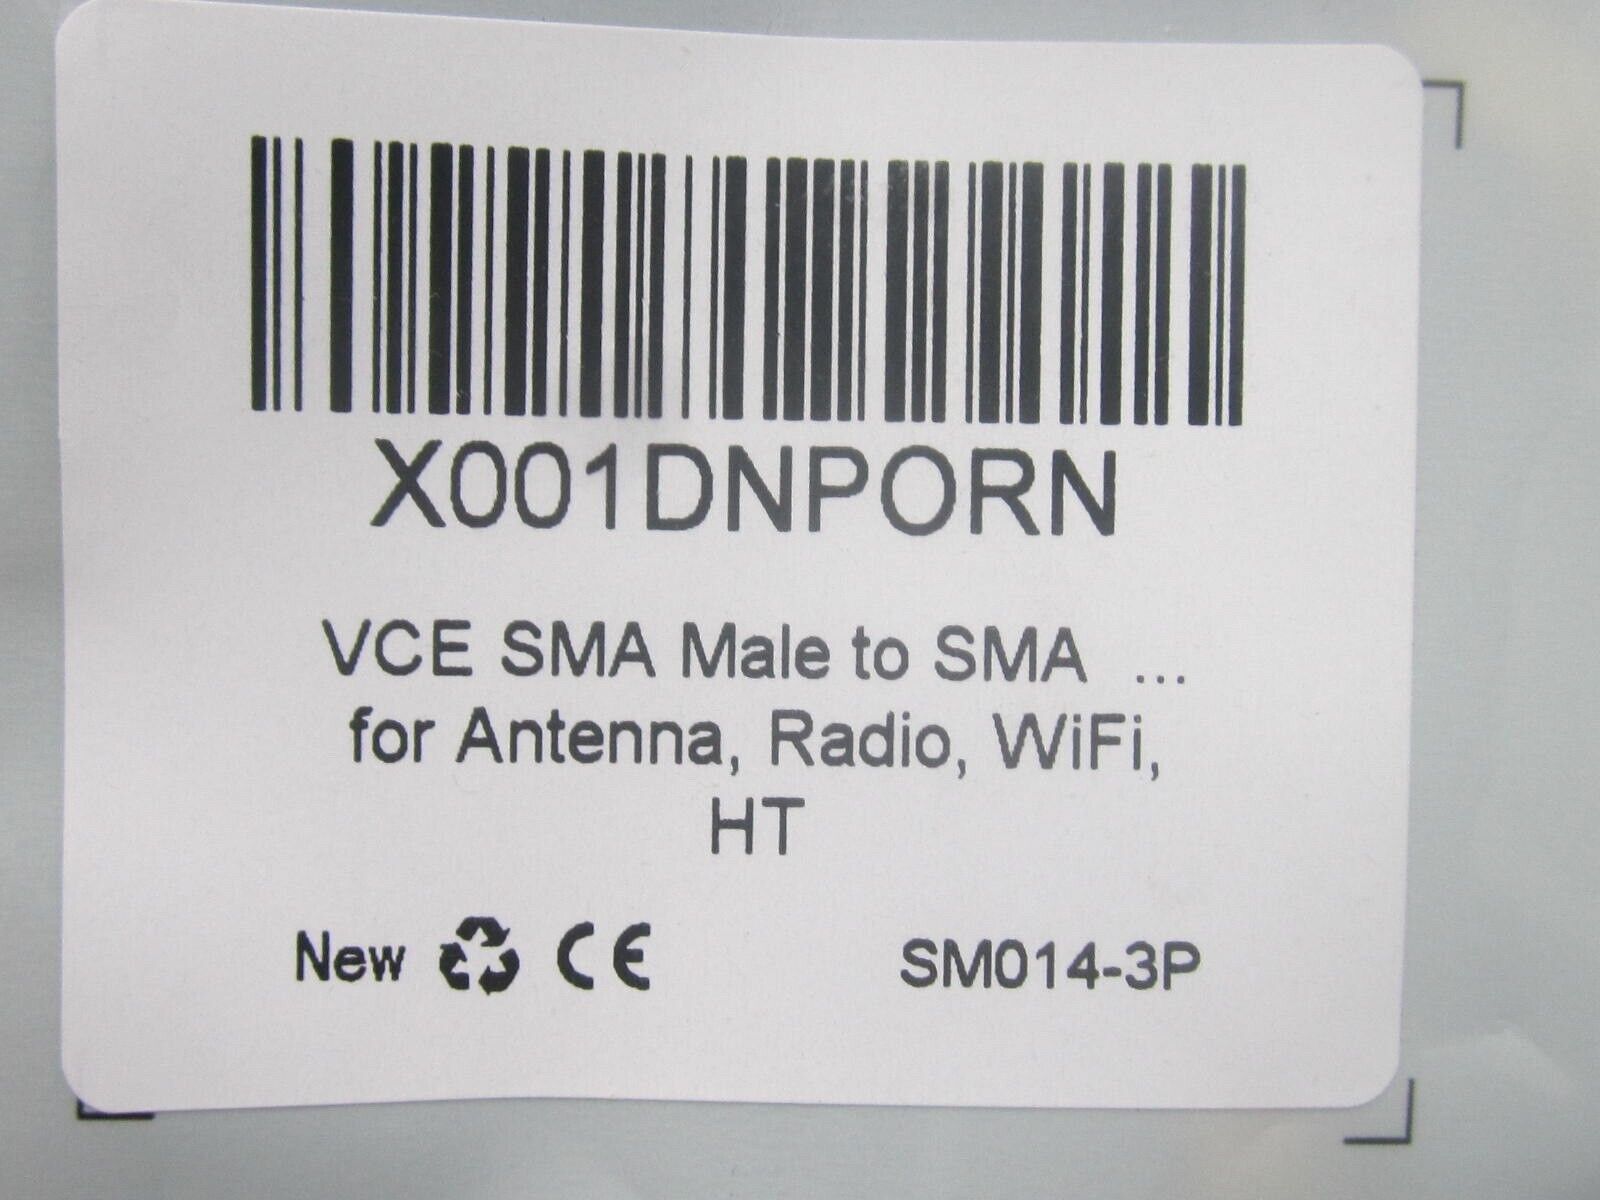 X001DNPORN
VCE SMA Male to SMA ...
for Antenna, Radio, WiFi,
HT
New CE SM014-3P